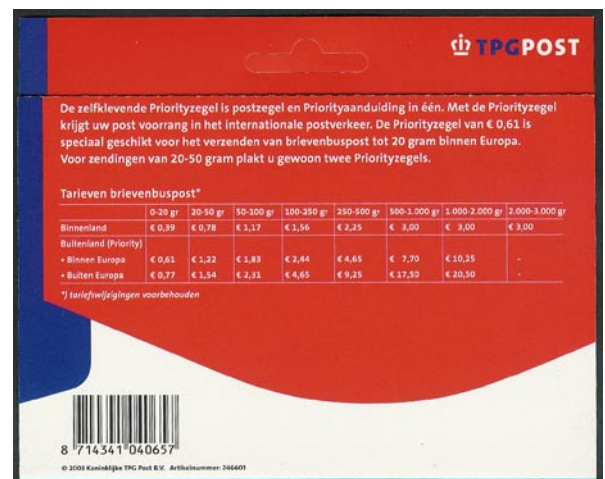 TPGPOST
De zelfklevende Priorityzegel is postzegel en Priorityaanduiding in één. Met de Priorityzegel
krijgt uw post voorrang in het internationale postverkeer. De Priorityzegel van € 0,61 is
speciaal geschikt voor het verzenden van brievenbuspost tot 20 gram binnen Europa.
Voor zendingen van 20-50 gram plakt u gewoon twee Priorityzegels.
Tarieven brievenbuspost*
0-20 gr 20-50 gr 50-100 gr 100-250 gr 250-500 gr 500-1.000 gr 1.000-2.000 gr 2.000-3.000 gr
Binnenland € 0,39 € 0,78 € 1,17 € 1,56 € 2,25 € 3,00 € 3,00 € 3,00
Buitenland (Priority)
• Binnen Europa € 0,61 € 1,22 € 1,83 € 2,44 € 4,65 € 7,70 € 10,25 -
• Buiten Europa € 0,77 € 1,54 € 2,31 € 4,65 € 9,25 € 17,50 € 20,50 -
*) tariefswijzigingen voorbehouden
8 714341 040657
© 2003 Koninklijke TPG Post B.V. Artikelnummer: 246601